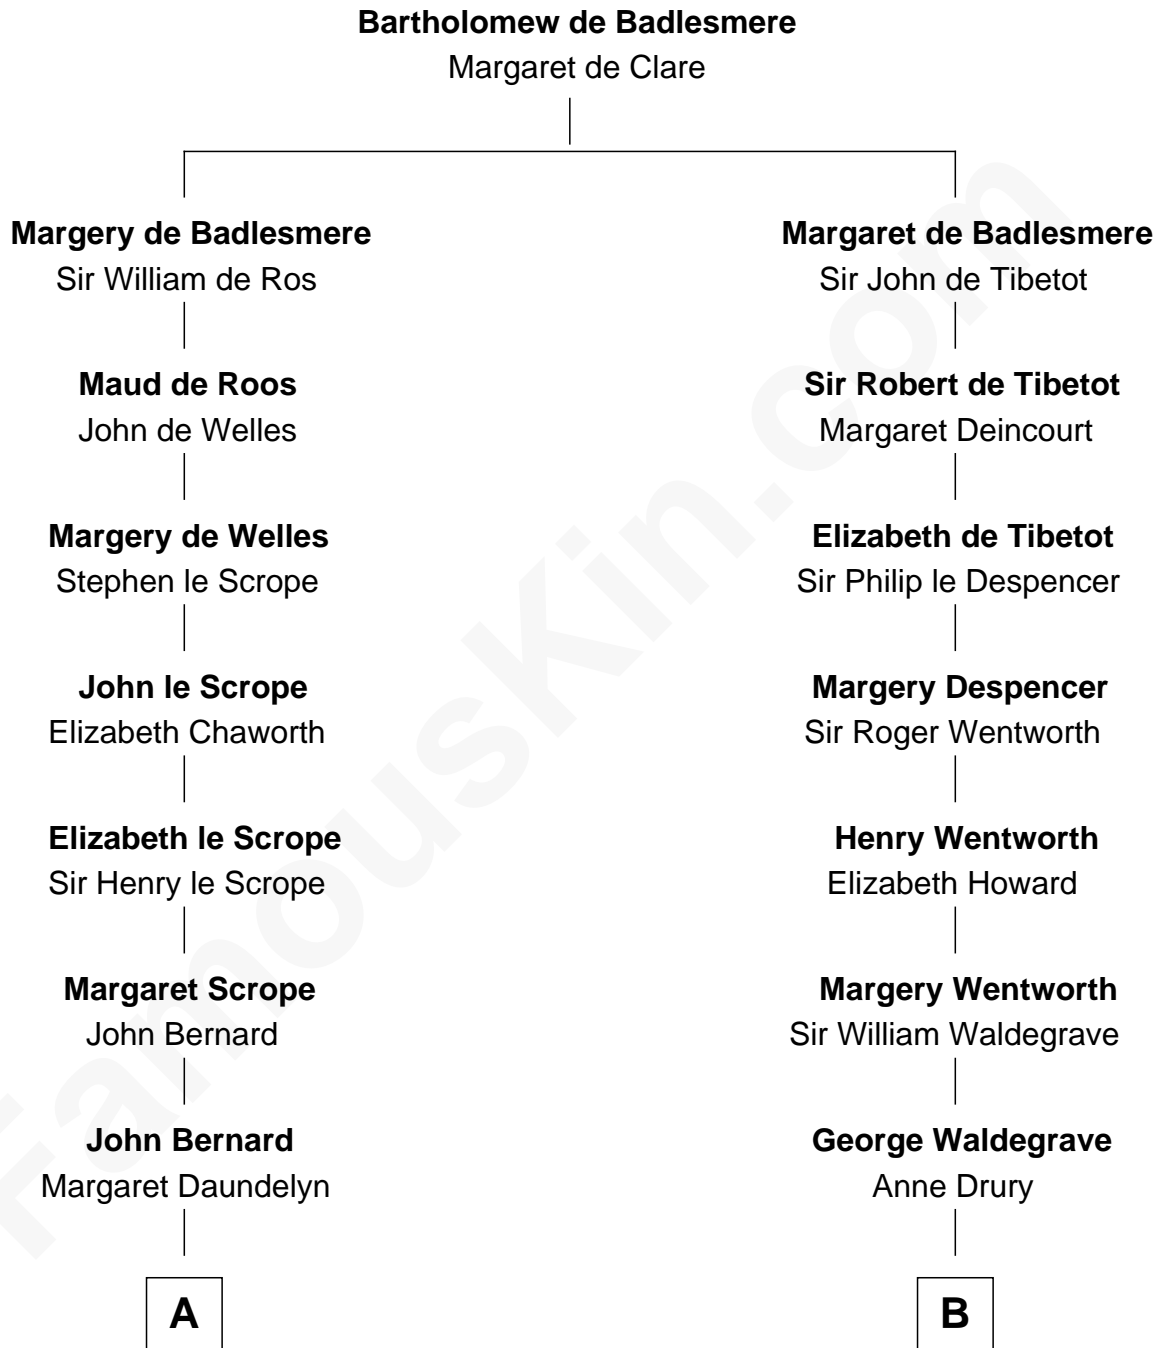 Bartholomew de Badlesmere
Margaret de Clare
Margery de Badlesmere
Sir William de Ros
Margaret de Badlesmere
Sir John de Tibetot
Maud de Roos
John de Welles
Sir Robert de Tibetot
Margaret Deincourt
Margery de Welles
Stephen le Scrope
Elizabeth de Tibetot
Sir Philip le Despencer
John le Scrope
Elizabeth Chaworth
Margery Despencer
Sir Roger Wentworth
Elizabeth le Scrope
Sir Henry le Scrope
Henry Wentworth
Elizabeth Howard
Margaret Scrope
John Bernard
Margery Wentworth
Sir William Waldegrave
John Bernard
Margaret Daundelyn
George Waldegrave
Anne Drury
A
B
FamousKin.com